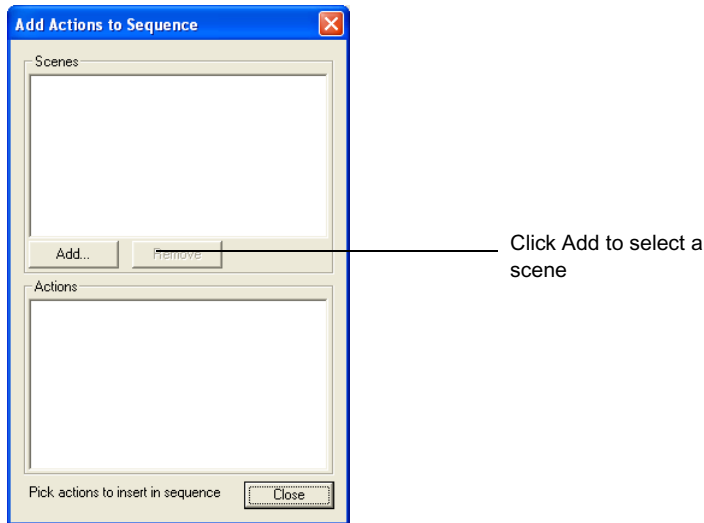 Add Actions to Sequence
Scenes
Add... Remove
Click Add to select a
scene
Actions
Pick actions to insert in sequence Close